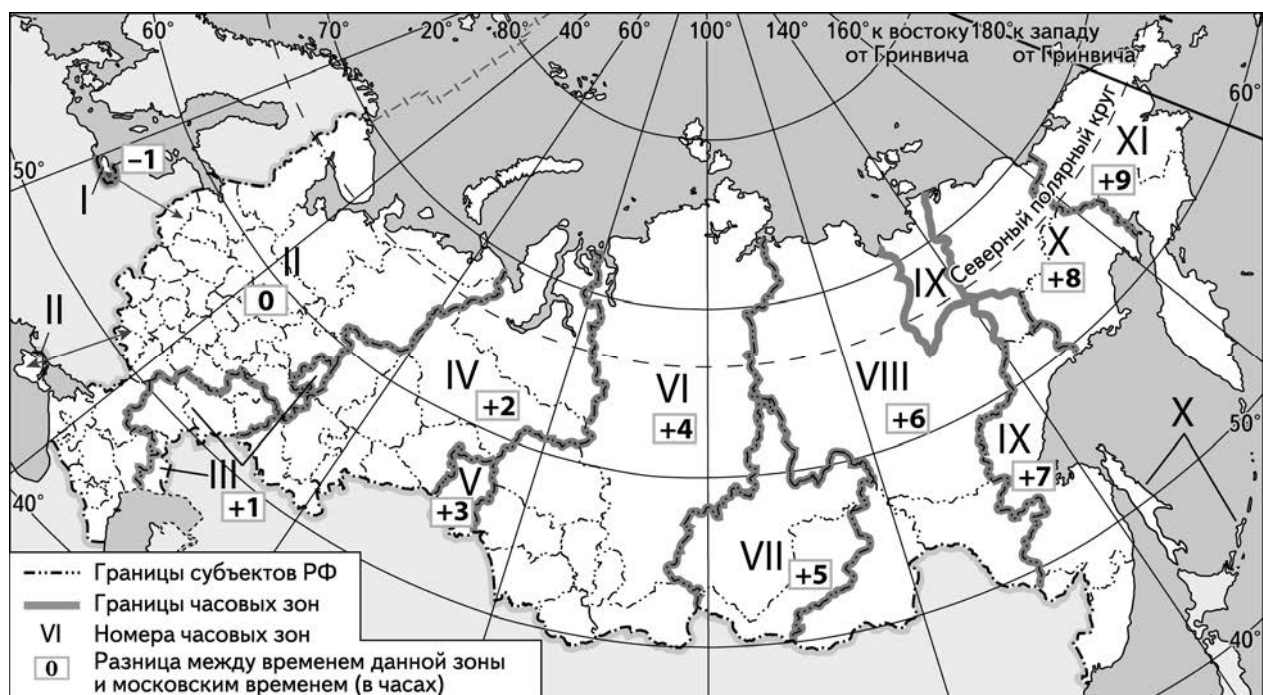 60° 70° 20° 40° 60° 80° 100° 140° 160° к востоку 180° к западу
от Гринвича от Гринвича
60°
50°
–1
I
Северный полярный круг
XI
+9
X
+8
II
0
IX
II
IV
+2
VI
+4
VIII
+6
X
50°
IX
+7
V
+3
III
+1
40°
VII
+5
40°
Границы субъектов РФ
Границы часовых зон
VI Номера часовых зон
0 Разница между временем данной зоны
и московским временем (в часах)